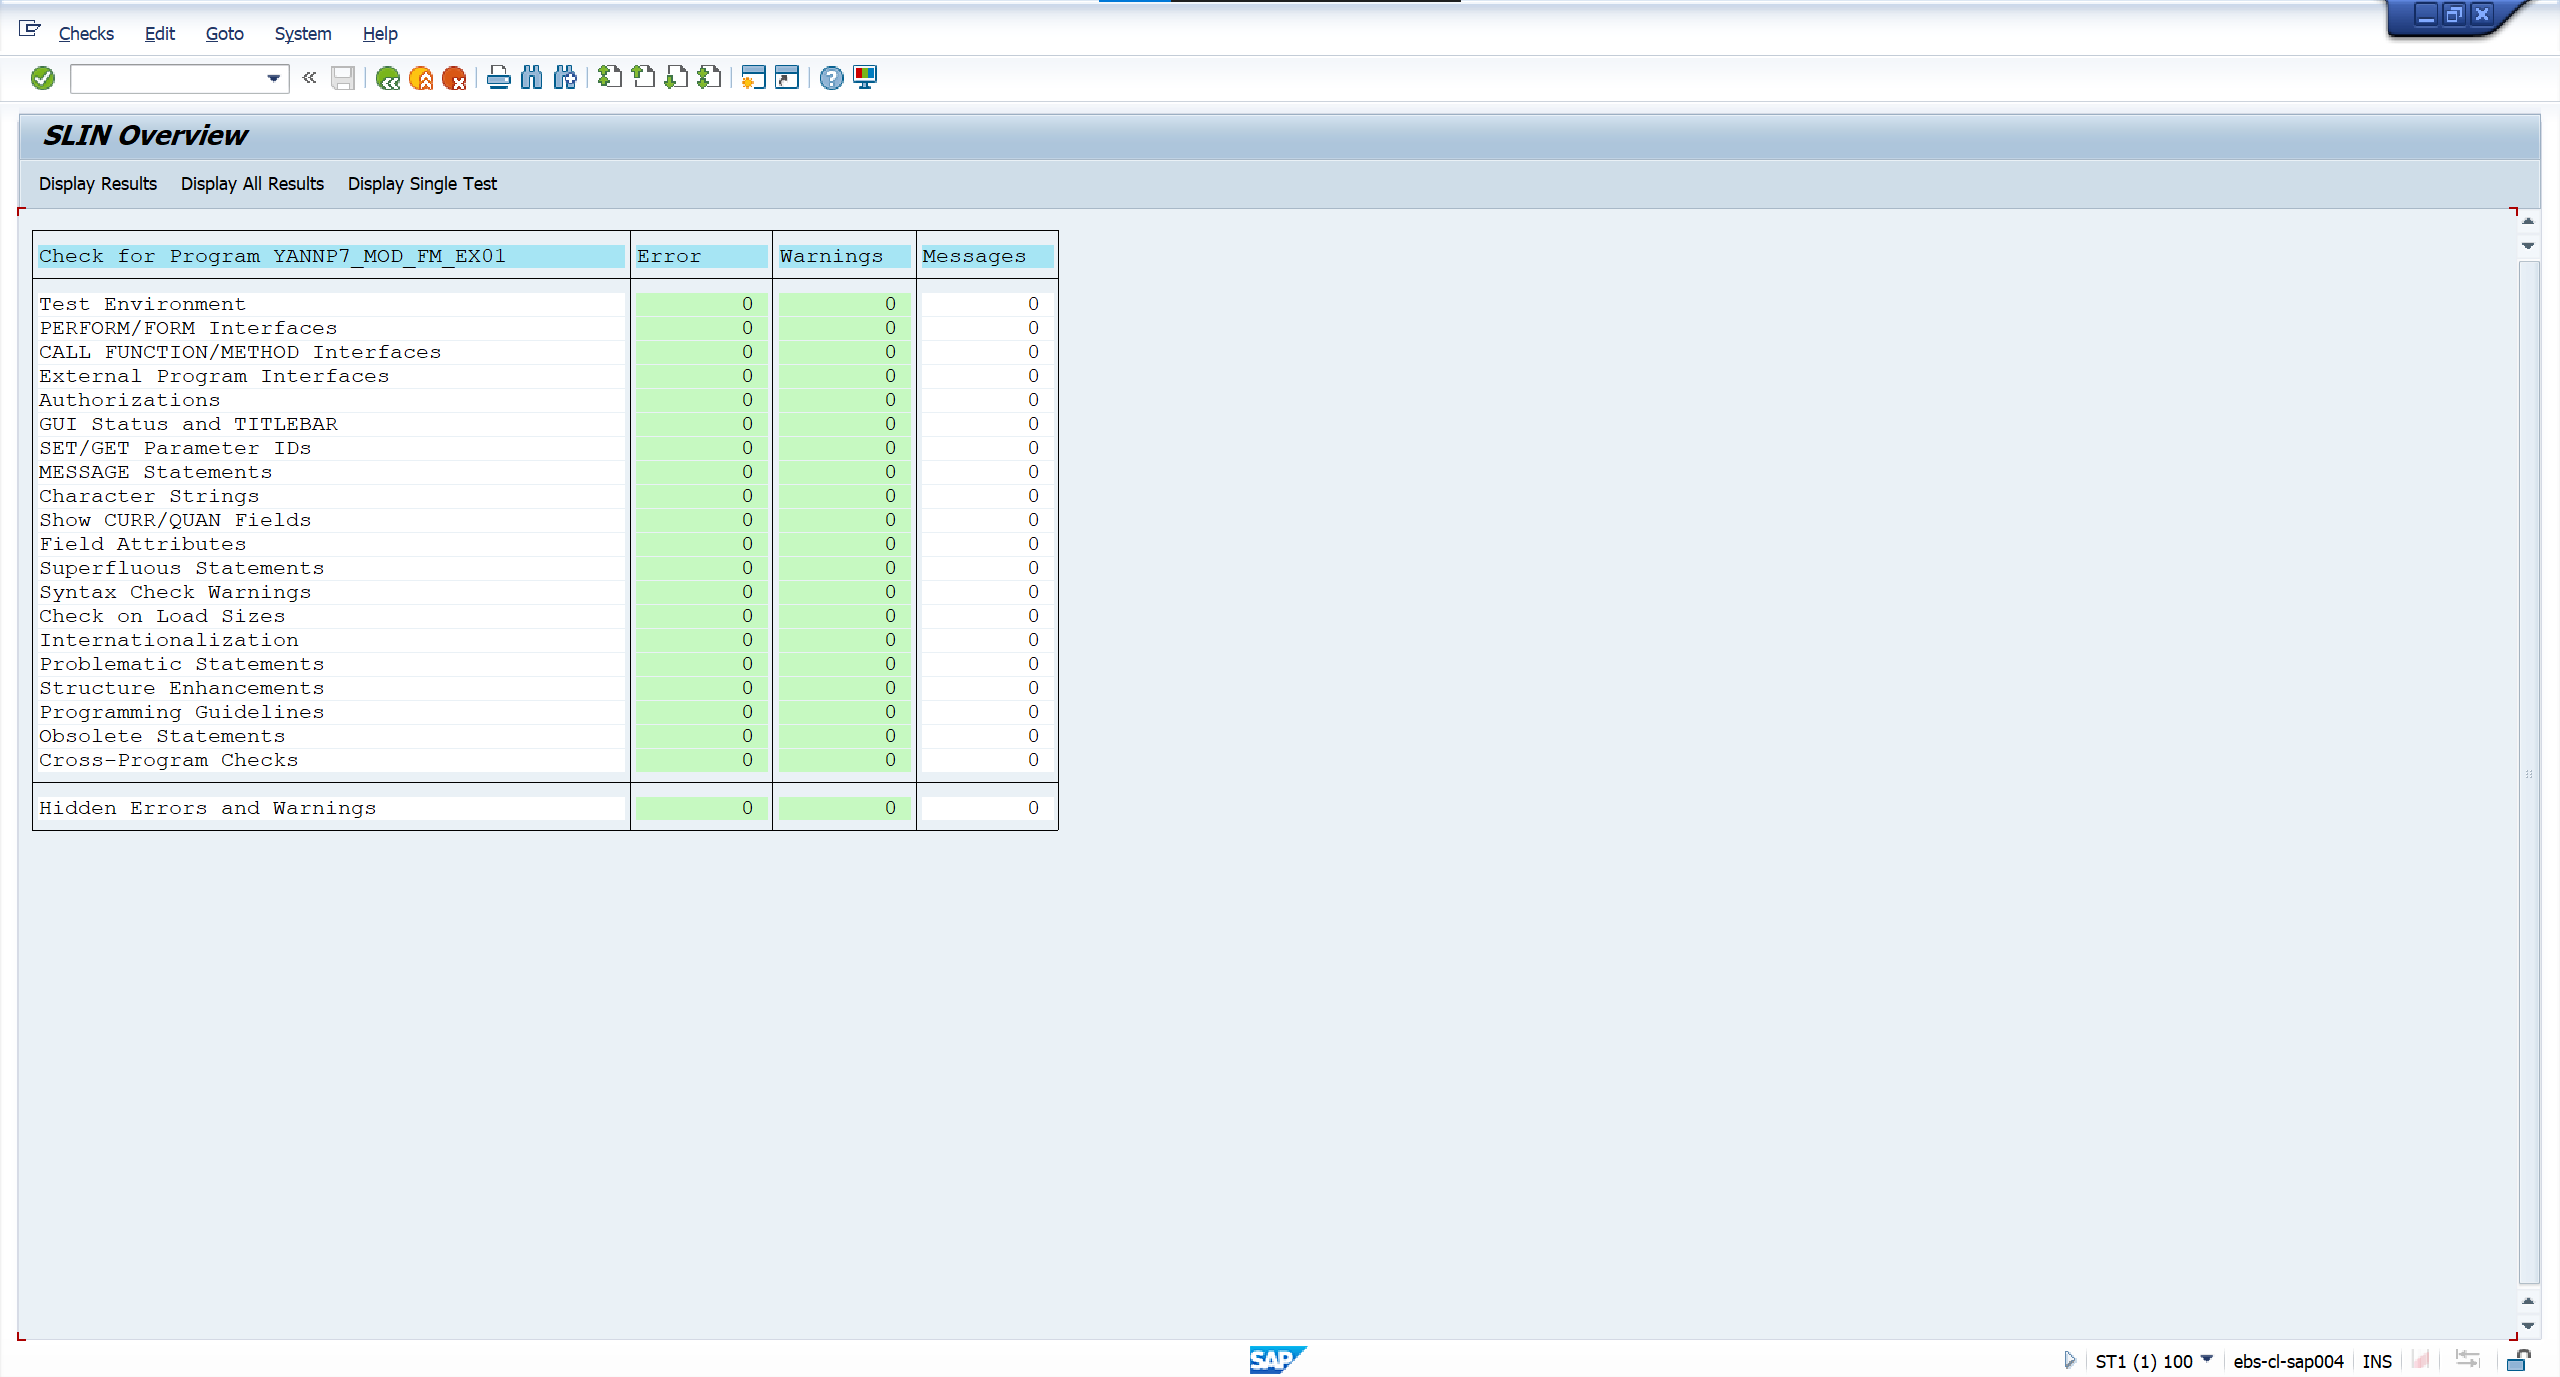 Checks Edit Goto System Help
SLIN Overview
Display Results Display All Results Display Single Test
Check for Program YANNP7_MOD_FM_EX01 Error Warnings Messages
Test Environment 0 0 0
PERFORM/FORM Interfaces 0 0 0
CALL FUNCTION/METHOD Interfaces 0 0 0
External Program Interfaces 0 0 0
Authorizations 0 0 0
GUI Status and TITLEBAR 0 0 0
SET/GET Parameter IDs 0 0 0
MESSAGE Statements 0 0 0
Character Strings 0 0 0
Show CURR/QUAN Fields 0 0 0
Field Attributes 0 0 0
Superfluous Statements 0 0 0
Syntax Check Warnings 0 0 0
Check on Load Sizes 0 0 0
Internationalization 0 0 0
Problematic Statements 0 0 0
Structure Enhancements 0 0 0
Programming Guidelines 0 0 0
Obsolete Statements 0 0 0
Cross-Program Checks 0 0 0
Hidden Errors and Warnings 0 0 0
SAP ST1 (1) 100 ebs-cl-sap004 INS